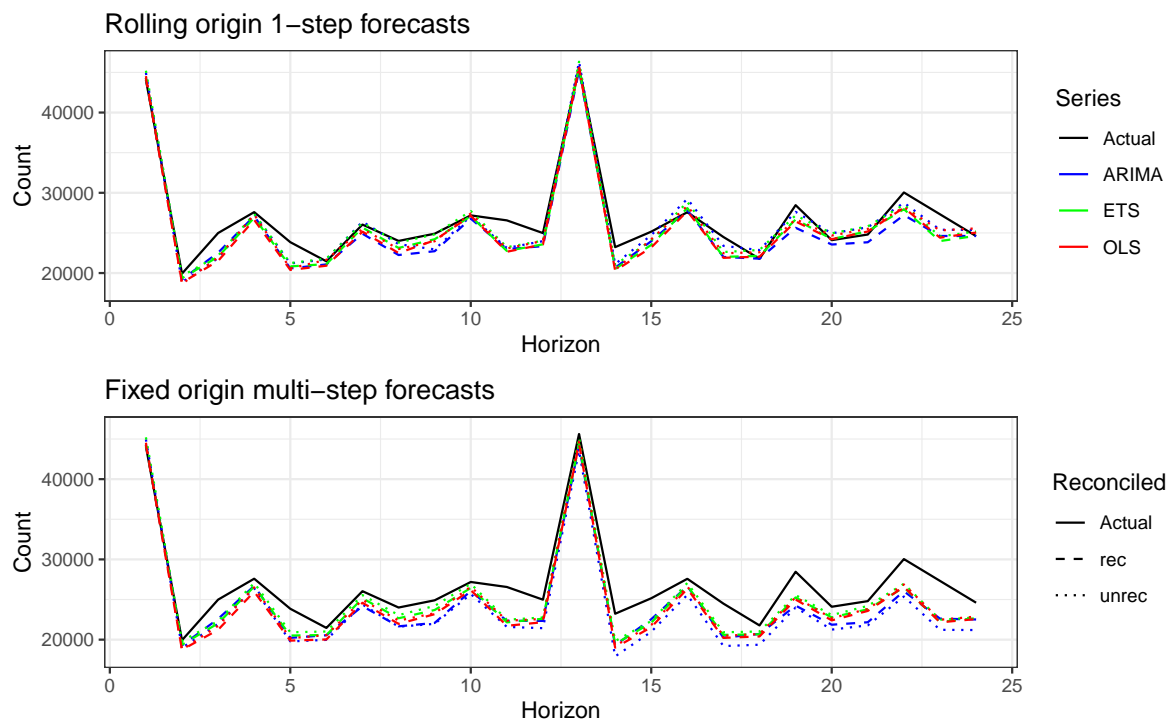 Rolling origin 1−step forecasts
Count
40000
30000
20000
0
5
10
15
20
25
Horizon
Series
Actual
ARIMA
ETS
OLS
Fixed origin multi−step forecasts
Count
40000
30000
20000
0
5
10
15
20
25
Horizon
Reconciled
Actual
rec
unrec